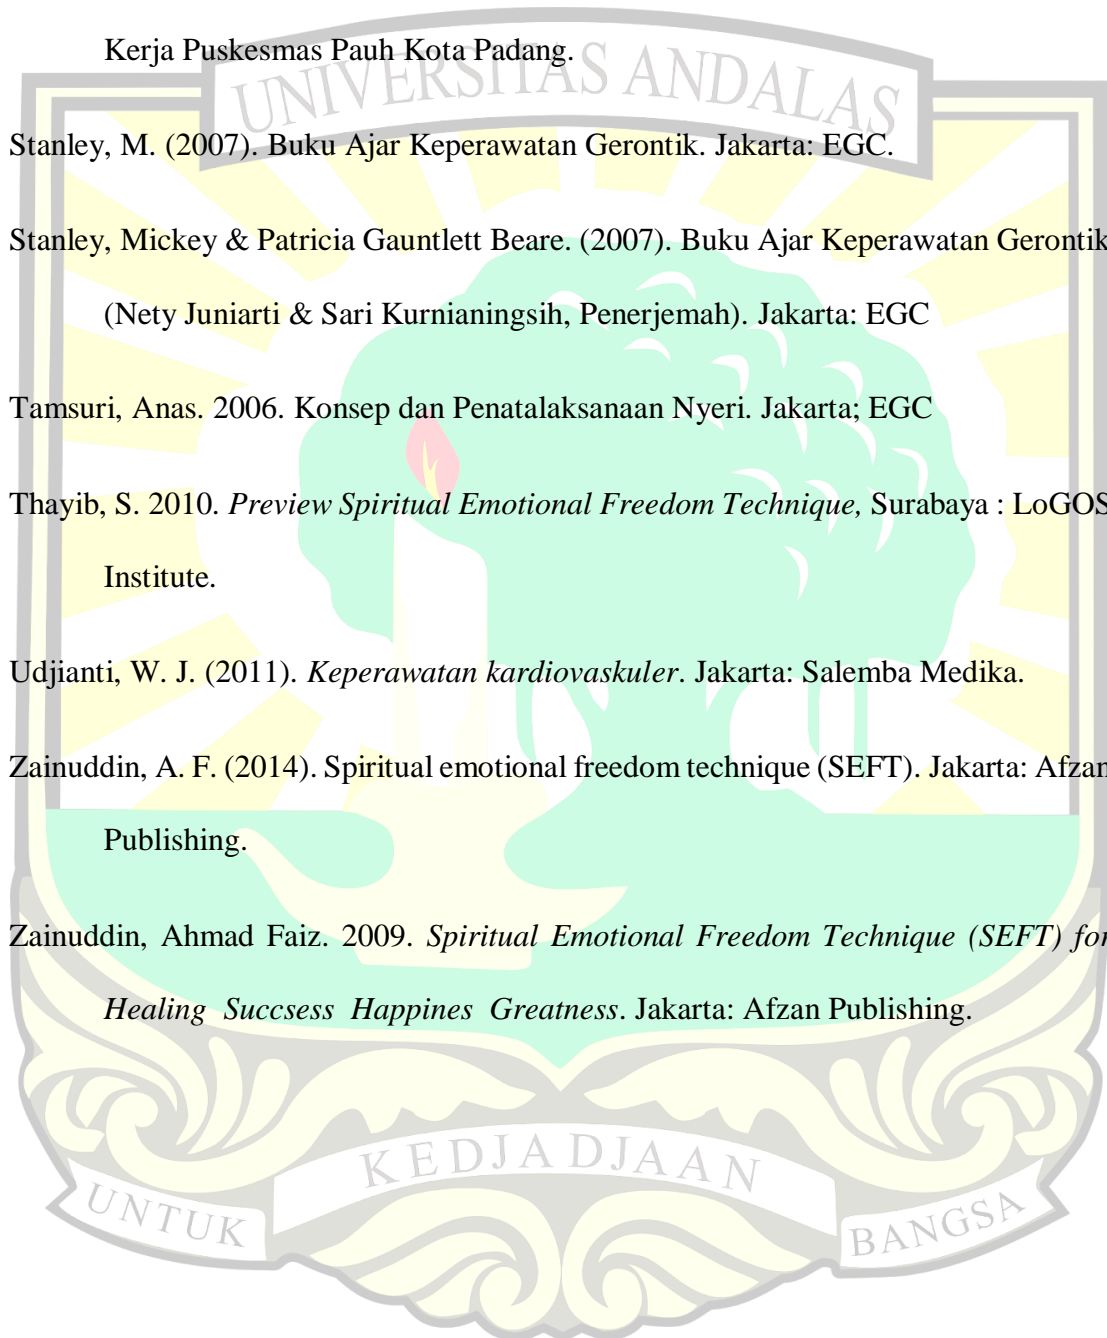 Kerja Puskesmas Pauh Kota Padang.
UNIVERSITAS ANDALAS
Stanley, M. (2007). Buku Ajar Keperawatan Gerontik. Jakarta: EGC.
Stanley, Mickey & Patricia Gauntlett Beare. (2007). Buku Ajar Keperawatan Gerontik
(Nety Juniarti & Sari Kurnianingsih, Penerjemah). Jakarta: EGC
Tamsuri, Anas. 2006. Konsep dan Penatalaksanaan Nyeri. Jakarta; EGC
Thayib, S. 2010. Preview Spiritual Emotional Freedom Technique, Surabaya : LoGOS
Institute.
Udjianti, W. J. (2011). Keperawatan kardiovaskuler. Jakarta: Salemba Medika.
Zainuddin, A. F. (2014). Spiritual emotional freedom technique (SEFT). Jakarta: Afzan
Publishing.
Zainuddin, Ahmad Faiz. 2009. Spiritual Emotional Freedom Technique (SEFT) for
Healing Succsess Happines Greatness. Jakarta: Afzan Publishing.
UNTUK KEDJADJAAN BANGSA